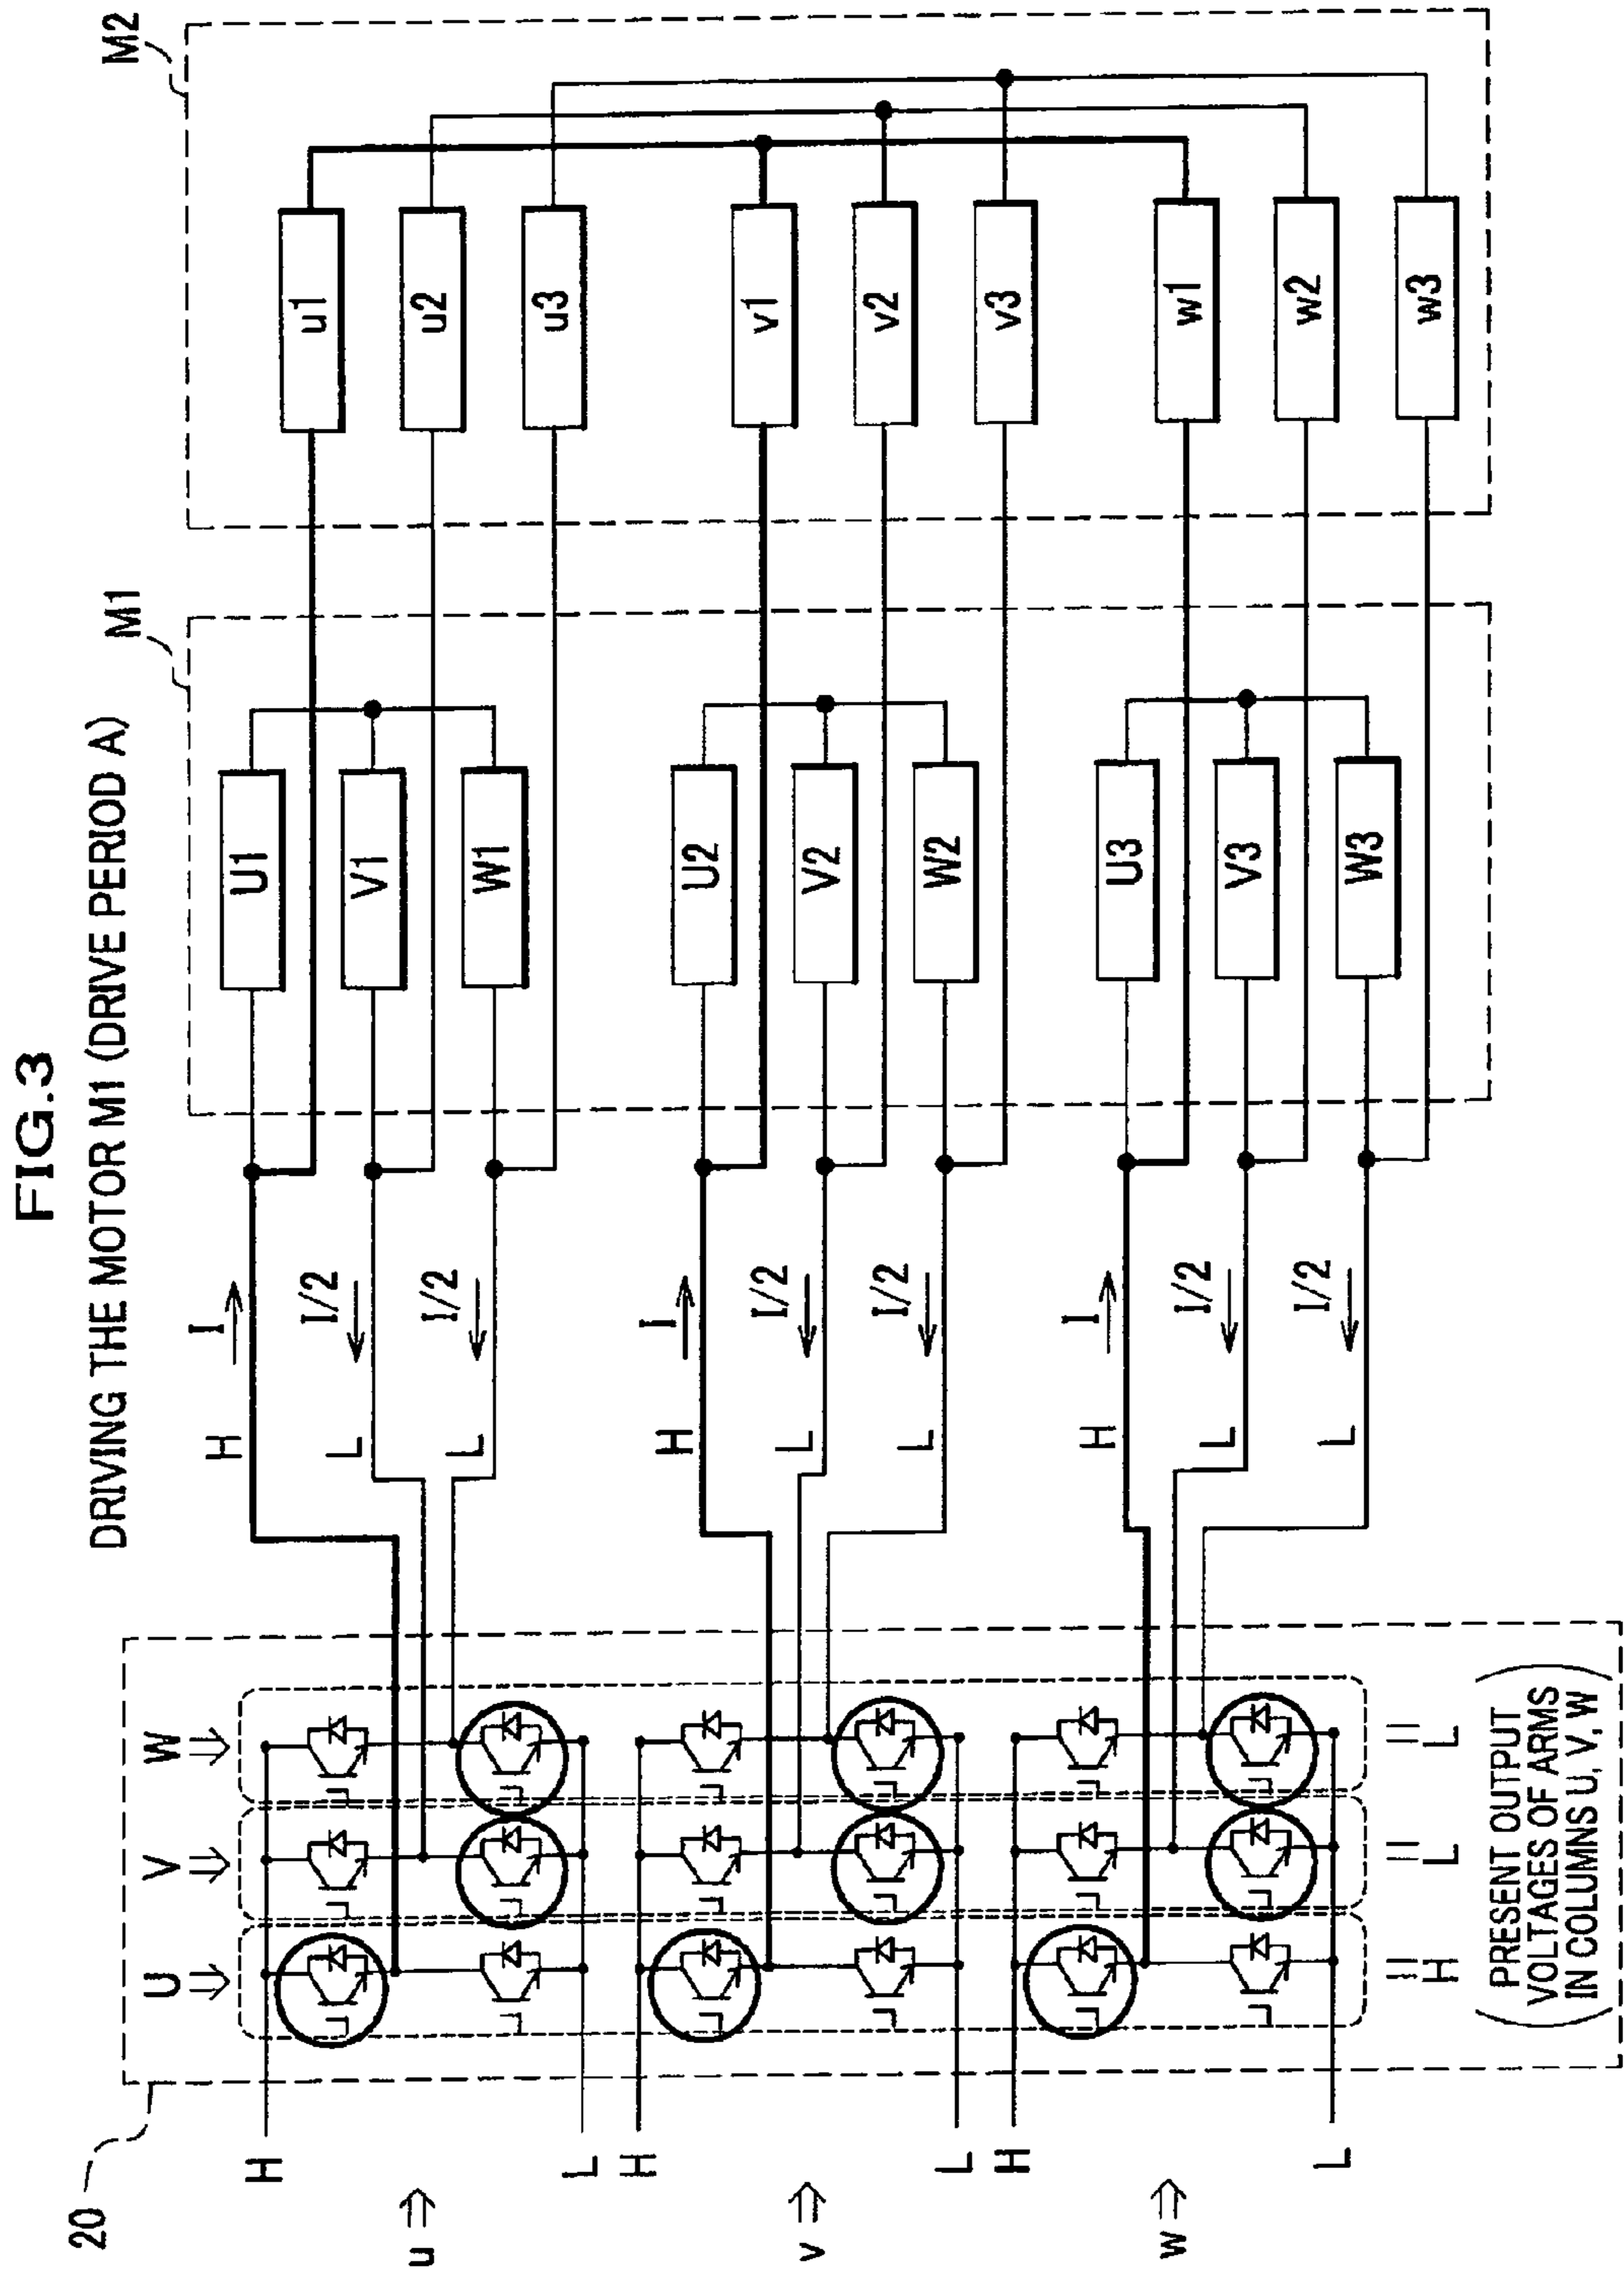 FIG.3
DRIVING THE MOTOR M1 (DRIVE PERIOD A)
20
U V W
M1
M2
H
L
u
H
L
v
H
L
w
H I
L I/2
L I/2
H I
L I/2
L I/2
H I
L I/2
L I/2
U1
V1
W1
U2
V2
W2
U3
V3
W3
u1
u2
u3
v1
v2
v3
w1
w2
w3
H L L
(PRESENT OUTPUT
VOLTAGES OF ARMS
IN COLUMNS U, V, W)